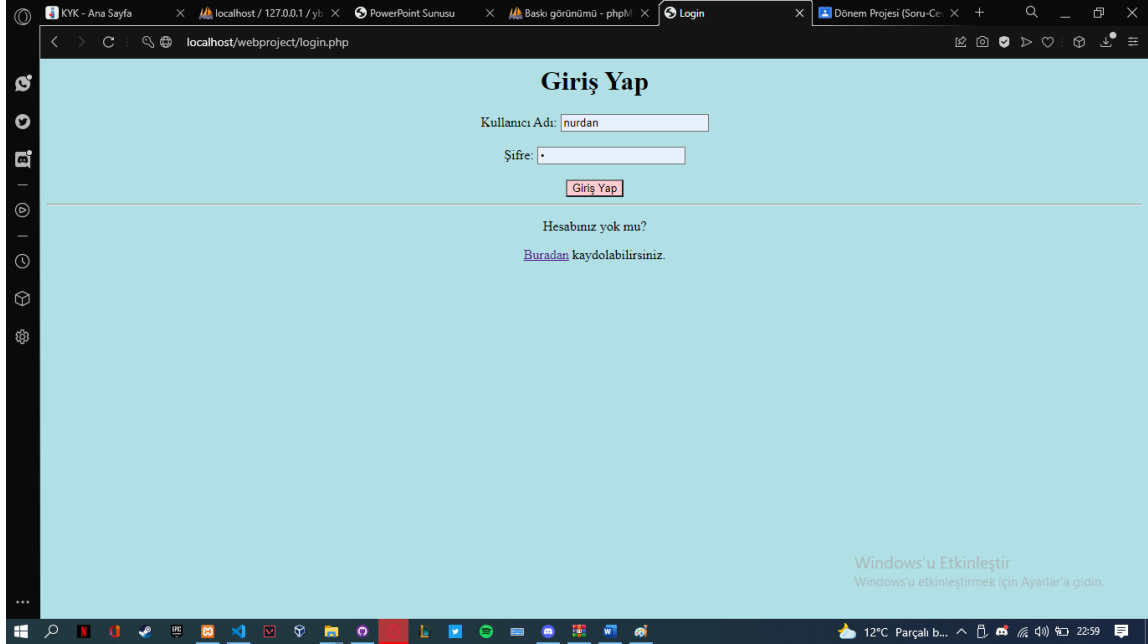 KYK - Ana Sayfa
localhost / 127.0.0.1 / yb
PowerPoint Sunusu
Baskı görünümü - phpM
Login
Dönem Projesi (Soru-Cev
localhost/webproject/login.php
Giriş Yap
Kullanıcı Adı: nurdan
Şifre: •
Giriş Yap
Hesabınız yok mu?
Buradan kaydolabilirsiniz.
Windows'u Etkinleştir
Windows'u etkinleştirmek için Ayarlar'a gidin.
12°C Parçalı b... 22:59